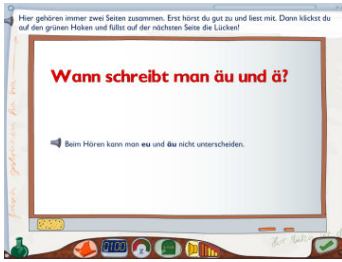 Hier gehören immer zwei Seiten zusammen. Erst hörst du gut zu und liest mit. Dann klickst du
auf den grünen Haken und füllst auf der nächsten Seite die Lücken!
Wann schreibt man äu und ä?
Beim Hören kann man eu und äu nicht unterscheiden.